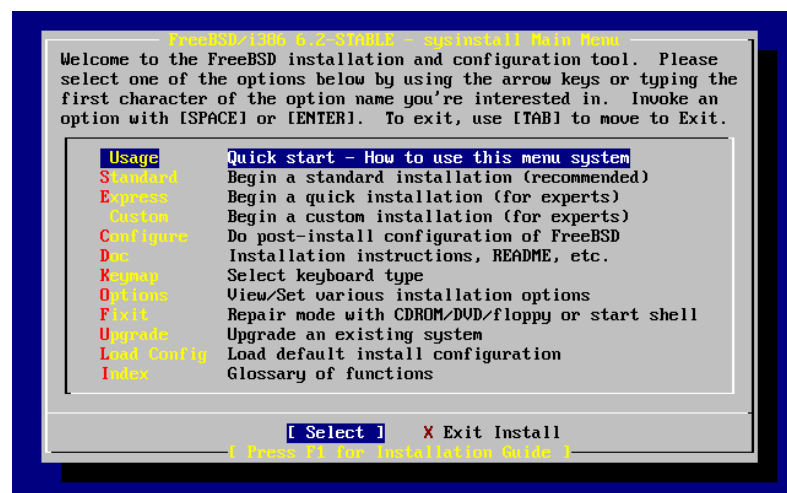 FreeBSD/i386 6.2-STABLE - sysinstall Main Menu
Welcome to the FreeBSD installation and configuration tool.  Please
select one of the options below by using the arrow keys or typing the
first character of the option name you're interested in.  Invoke an
option with [SPACE] or [ENTER].  To exit, use [TAB] to move to Exit.
Usage Quick start - How to use this menu system
Standard Begin a standard installation (recommended)
Express Begin a quick installation (for experts)
Custom Begin a custom installation (for experts)
Configure Do post-install configuration of FreeBSD
Doc Installation instructions, README, etc.
Keymap Select keyboard type
Options View/Set various installation options
Fixit Repair mode with CDROM/DVD/floppy or start shell
Upgrade Upgrade an existing system
Load Config Load default install configuration
Index Glossary of functions
[ Select ] X Exit Install
[ Press F1 for Installation Guide ]